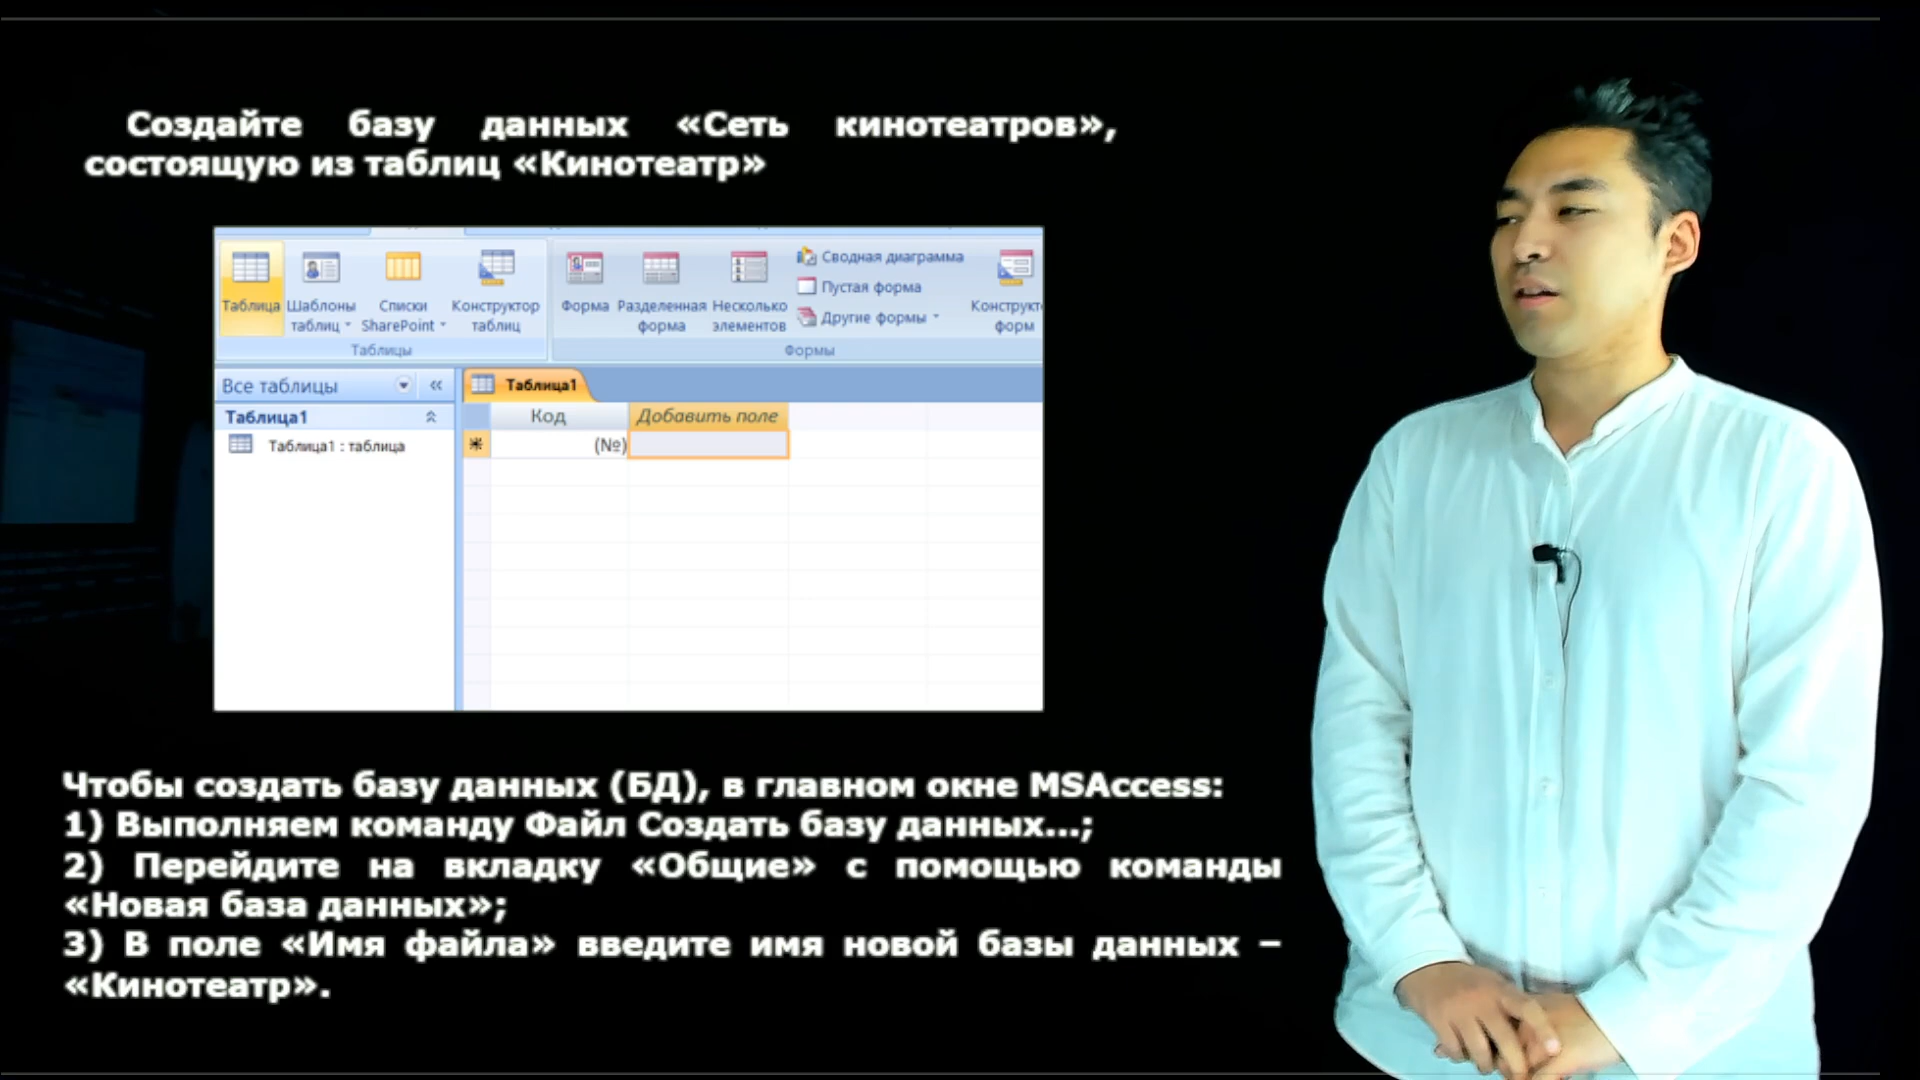 Создайте базу данных «Сеть кинотеатров»,
состоящую из таблиц «Кинотеатр»
Таблица
Шаблоны
таблиц
Списки
SharePoint
Конструктор
таблиц
Таблицы
Форма
Разделенная
форма
Несколько
элементов
Сводная диаграмма
Пустая форма
Другие формы
Конструкт
форм
Формы
Все таблицы
Таблица1
Таблица1 : таблица
Таблица1
Код
Добавить поле
(№)
Чтобы создать базу данных (БД), в главном окне MSAccess:
1) Выполняем команду Файл Создать базу данных...;
2) Перейдите на вкладку «Общие» с помощью команды
«Новая база данных»;
3) В поле «Имя файла» введите имя новой базы данных –
«Кинотеатр».